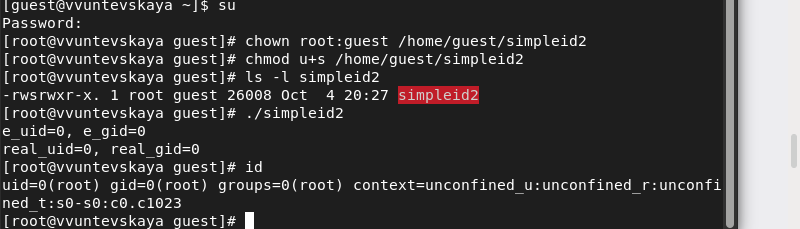 [guest@vvuntevskaya ~]$ su
Password:
[root@vvuntevskaya guest]# chown root:guest /home/guest/simpleid2
[root@vvuntevskaya guest]# chmod u+s /home/guest/simpleid2
[root@vvuntevskaya guest]# ls -l simpleid2
-rwsrwxr-x. 1 root guest 26008 Oct  4 20:27 simpleid2
[root@vvuntevskaya guest]# ./simpleid2
e_uid=0, e_gid=0
real_uid=0, real_gid=0
[root@vvuntevskaya guest]# id
uid=0(root) gid=0(root) groups=0(root) context=unconfined_u:unconfined_r:unconfi
ned_t:s0-s0:c0.c1023
[root@vvuntevskaya guest]#